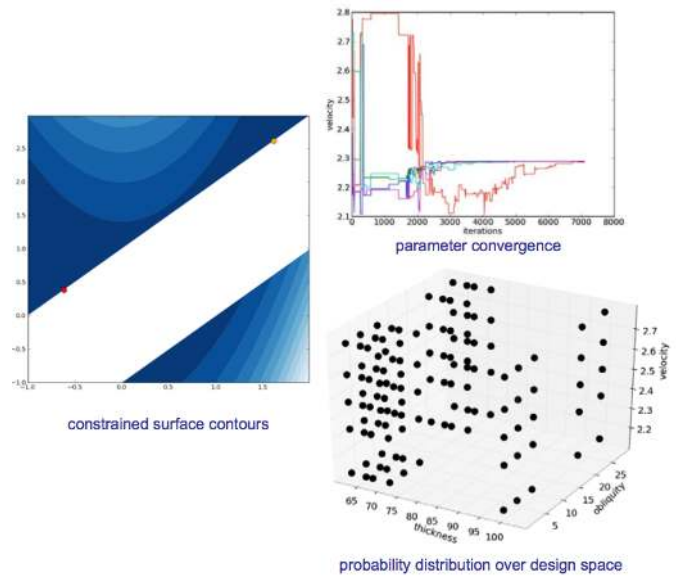 2.8
2.7
2.6
2.5
2.4
2.3
2.2
2.1
velocity
0 1000 2000 3000 4000 5000 6000 7000 8000
iterations
parameter convergence
2.5
2.0
1.5
1.0
0.5
0.0
−0.5
−1.0
−1.0 −0.5 0.0 0.5 1.0 1.5
constrained surface contours
2.7
2.6
2.5
2.4
2.3
2.2
velocity
25
20
15
10
5
obliquity
65 70 75 80 85 90 95 100
thickness
probability distribution over design space